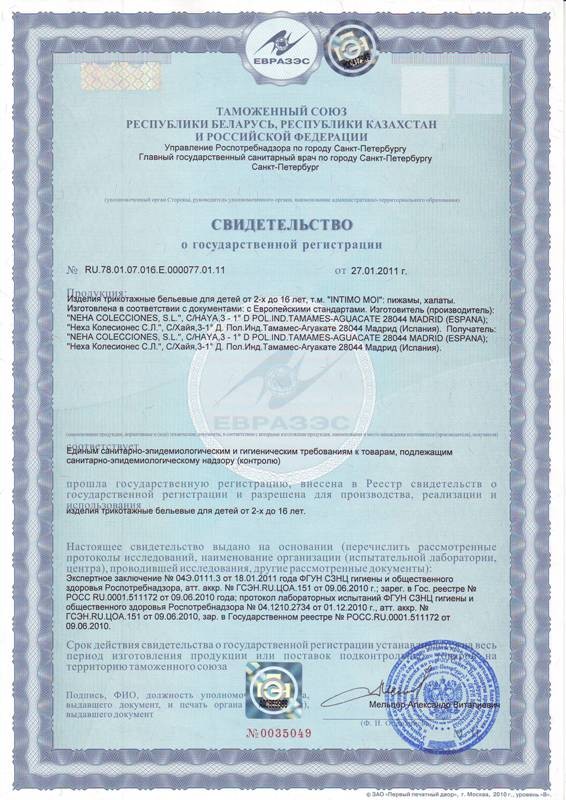 ЕВРАЗЭС
ТАМОЖЕННЫЙ СОЮЗ
РЕСПУБЛИКИ БЕЛАРУСЬ, РЕСПУБЛИКИ КАЗАХСТАН
И РОССИЙСКОЙ ФЕДЕРАЦИИ
Управление Роспотребнадзора по городу Санкт-Петербургу
Главный государственный санитарный врач по городу Санкт-Петербургу
Санкт-Петербург
(уполномоченный орган Стороны, руководитель уполномоченного органа, наименование административно-территориального образования)
СВИДЕТЕЛЬСТВО
о государственной регистрации
№ RU.78.01.07.016.Е.000077.01.11 от 27.01.2011 г.
Продукция:
Изделия трикотажные бельевые для детей от 2-х до 16 лет, т.м. "INTIMO MOI": пижамы, халаты.
Изготовлена в соответствии с документами: с Европейскими стандартами. Изготовитель (производитель):
"NEHA COLECCIONES, S.L.", C/HAYA,3 - 1° D POL.IND.TAMAMES-AGUACATE 28044 MADRID (ESPANA);
"Неха Колесионес С.Л.", С/Хайя,3-1° Д. Пол.Инд.Тамамес-Агуакате 28044 Мадрид (Испания). Получатель:
"NEHA COLECCIONES, S.L.", C/HAYA,3 - 1° D POL.IND.TAMAMES-AGUACATE 28044 MADRID (ESPANA);
"Неха Колесионес С.Л.", С/Хайя,3-1° Д. Пол.Инд.Тамамес-Агуакате 28044 Мадрид (Испания).
ЕВРАЗЭС
соответствует
Единым санитарно-эпидемиологическим и гигиеническим требованиям к товарам, подлежащим
санитарно-эпидемиологическому надзору (контролю)
прошла государственную регистрацию, внесена в Реестр свидетельств о
государственной регистрации и разрешена для производства, реализации и
использования
изделия трикотажные бельевые для детей от 2-х до 16 лет.
Настоящее свидетельство выдано на основании (перечислить рассмотренные
протоколы исследований, наименование организации (испытательной лаборатории,
центра), проводившей исследования, другие рассмотренные документы):
Экспертное заключение № 04Э.0111.3 от 18.01.2011 года ФГУН СЗНЦ гигиены и общественного
здоровья Роспотребнадзора, атт. аккр. № ГСЭН.RU.ЦОА.151 от 09.06.2010 г.; зарег. в Гос. реестре №
РОСС RU.0001.511172 от 09.06.2010 года; протокол лабораторных испытаний ФГУН СЗНЦ гигиены и
общественного здоровья Роспотребнадзора № 04.1210.2734 от 01.12.2010 г., атт. аккр. №
ГСЭН.RU.ЦОА.151 от 09.06.2010 г., зар. в Государственном реестре № РОСС.RU.0001.511172 от
09.06.2010.
Срок действия свидетельства о государственной регистрации весь
период изготовления продукции или поставок на
территорию таможенного союза
Подпись, ФИО, должность
выдавшего документ, и печать органа
выдавшего документ
Мельцер Александр Витальевич
№0035049
© ЗАО «Первый печатный двор», г. Москва, 2010 г., уровень «В».